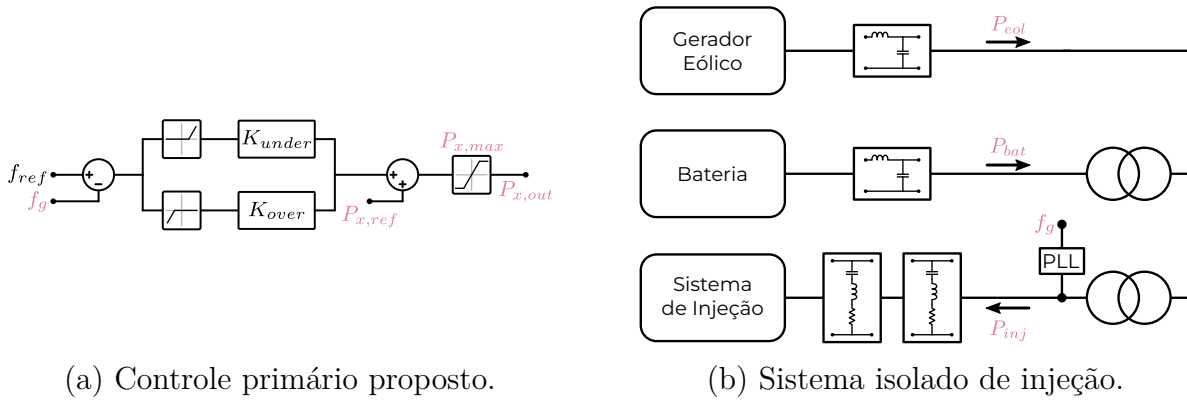 f_ref
f_g
K_under
K_over
P_x,ref
P_x,max
P_x,out
(a) Controle primário proposto.
Gerador
Eólico
P_eol
Bateria
P_bat
Sistema
de Injeção
P_inj
f_g
PLL
(b) Sistema isolado de injeção.